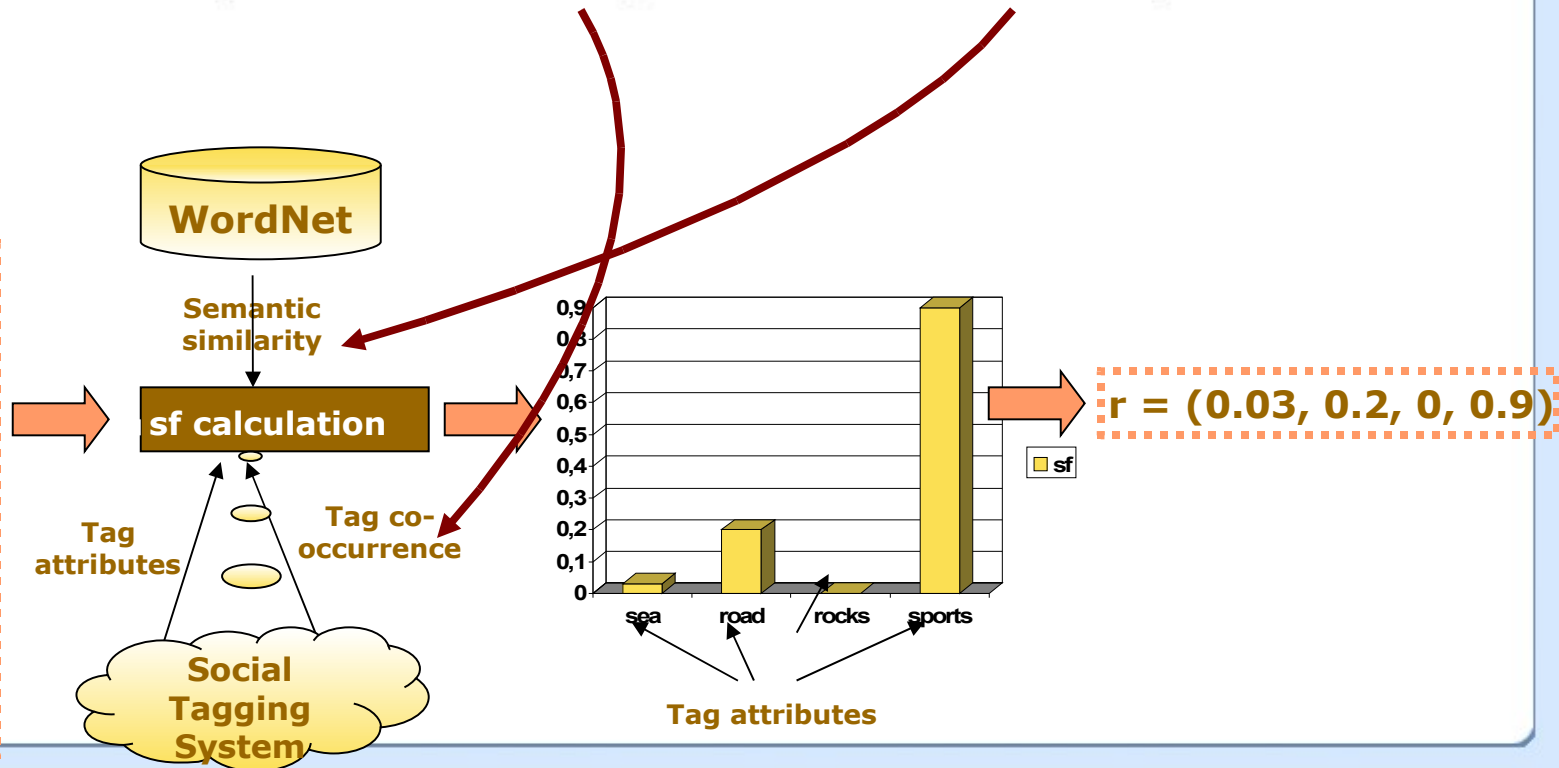 WordNet
Semantic
similarity
sf calculation
Tag
attributes
Tag co-
occurrence
Social
Tagging
System
0,9
0,8
0,7
0,6
0,5
0,4
0,3
0,2
0,1
0
sea road rocks sports
Tag attributes
sf
r = (0.03, 0.2, 0, 0.9)